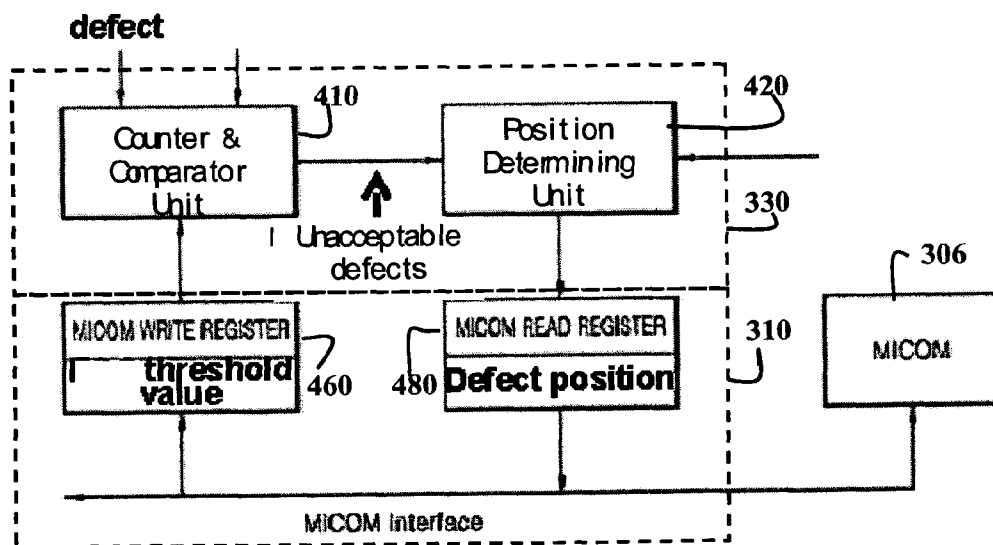 defect
410
420
Counter &
Comparator
Unit
Position
Determining
Unit
330
Unacceptable
defects
306
MICOM WRITE REGISTER
threshold
value
460
480
MICOM READ REGISTER
Defect position
310
MICOM
MICOM Interface